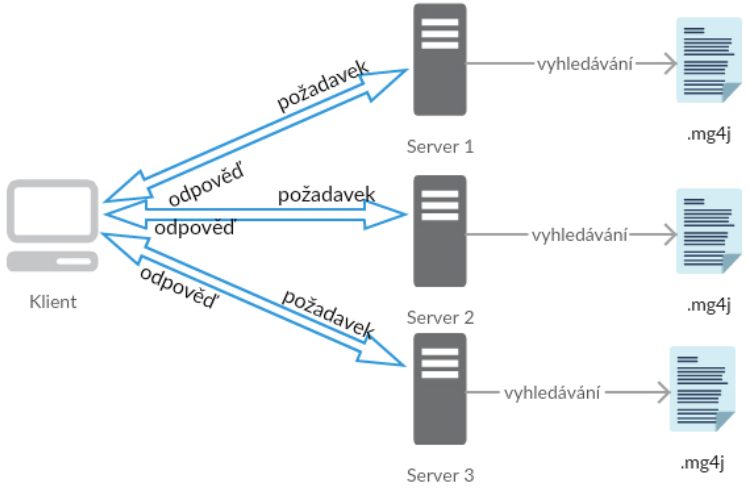 požadavek
vyhledávání
.mg4j
Server 1
odpověď
požadavek
odpověď
vyhledávání
.mg4j
Klient
Server 2
odpověď
požadavek
vyhledávání
.mg4j
Server 3